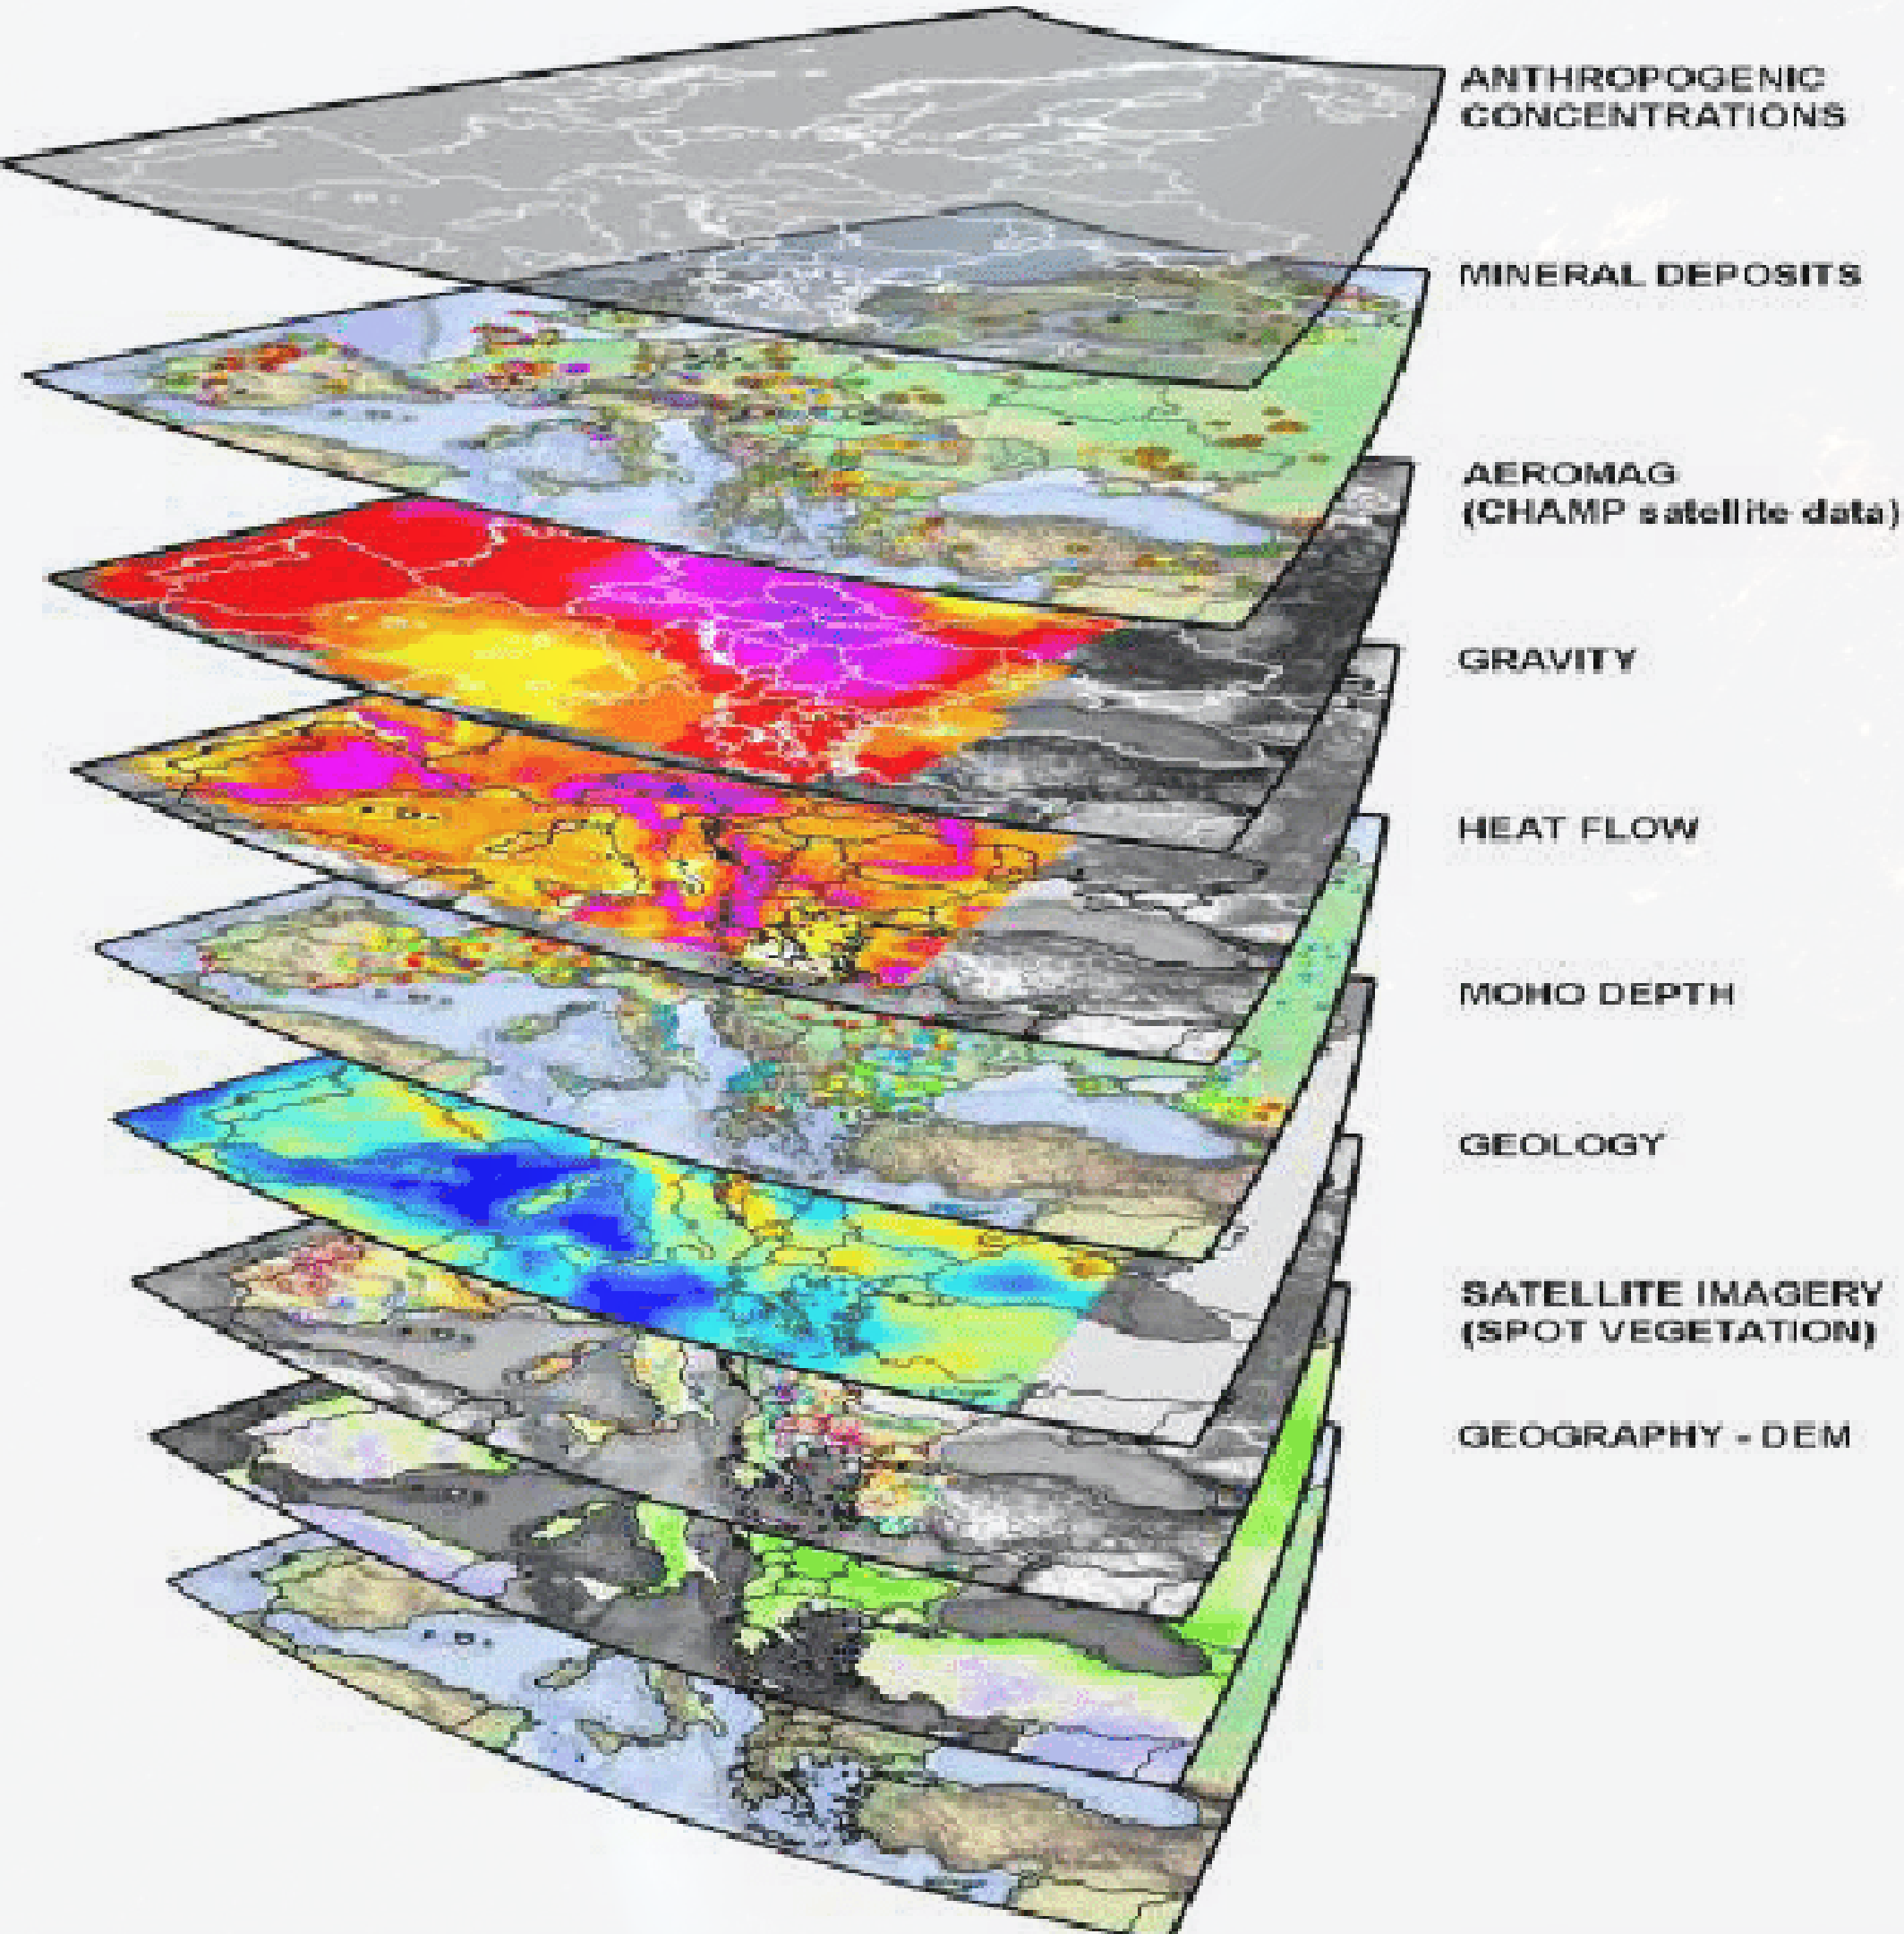 ANTHROPOGENIC
CONCENTRATIONS
MINERAL DEPOSITS
AEROMAG
(CHAMP satellite data)
GRAVITY
HEAT FLOW
MOHO DEPTH
GEOLOGY
SATELLITE IMAGERY
(SPOT VEGETATION)
GEOGRAPHY - DEM